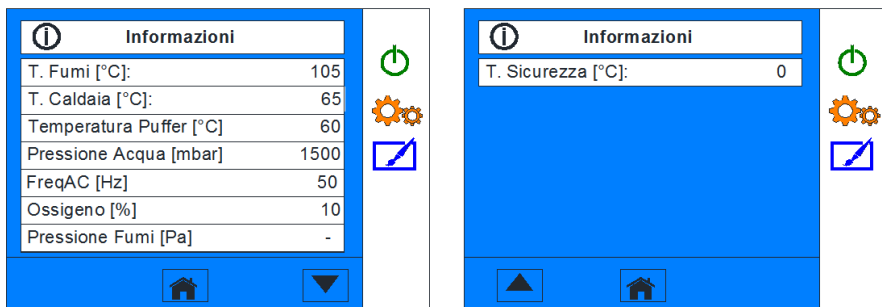 Informazioni
T. Fumi [°C]: 105
T. Caldaia [°C]: 65
Temperatura Puffer [°C] 60
Pressione Acqua [mbar] 1500
FreqAC [Hz] 50
Ossigeno [%] 10
Pressione Fumi [Pa] -
Informazioni
T. Sicurezza [°C]: 0